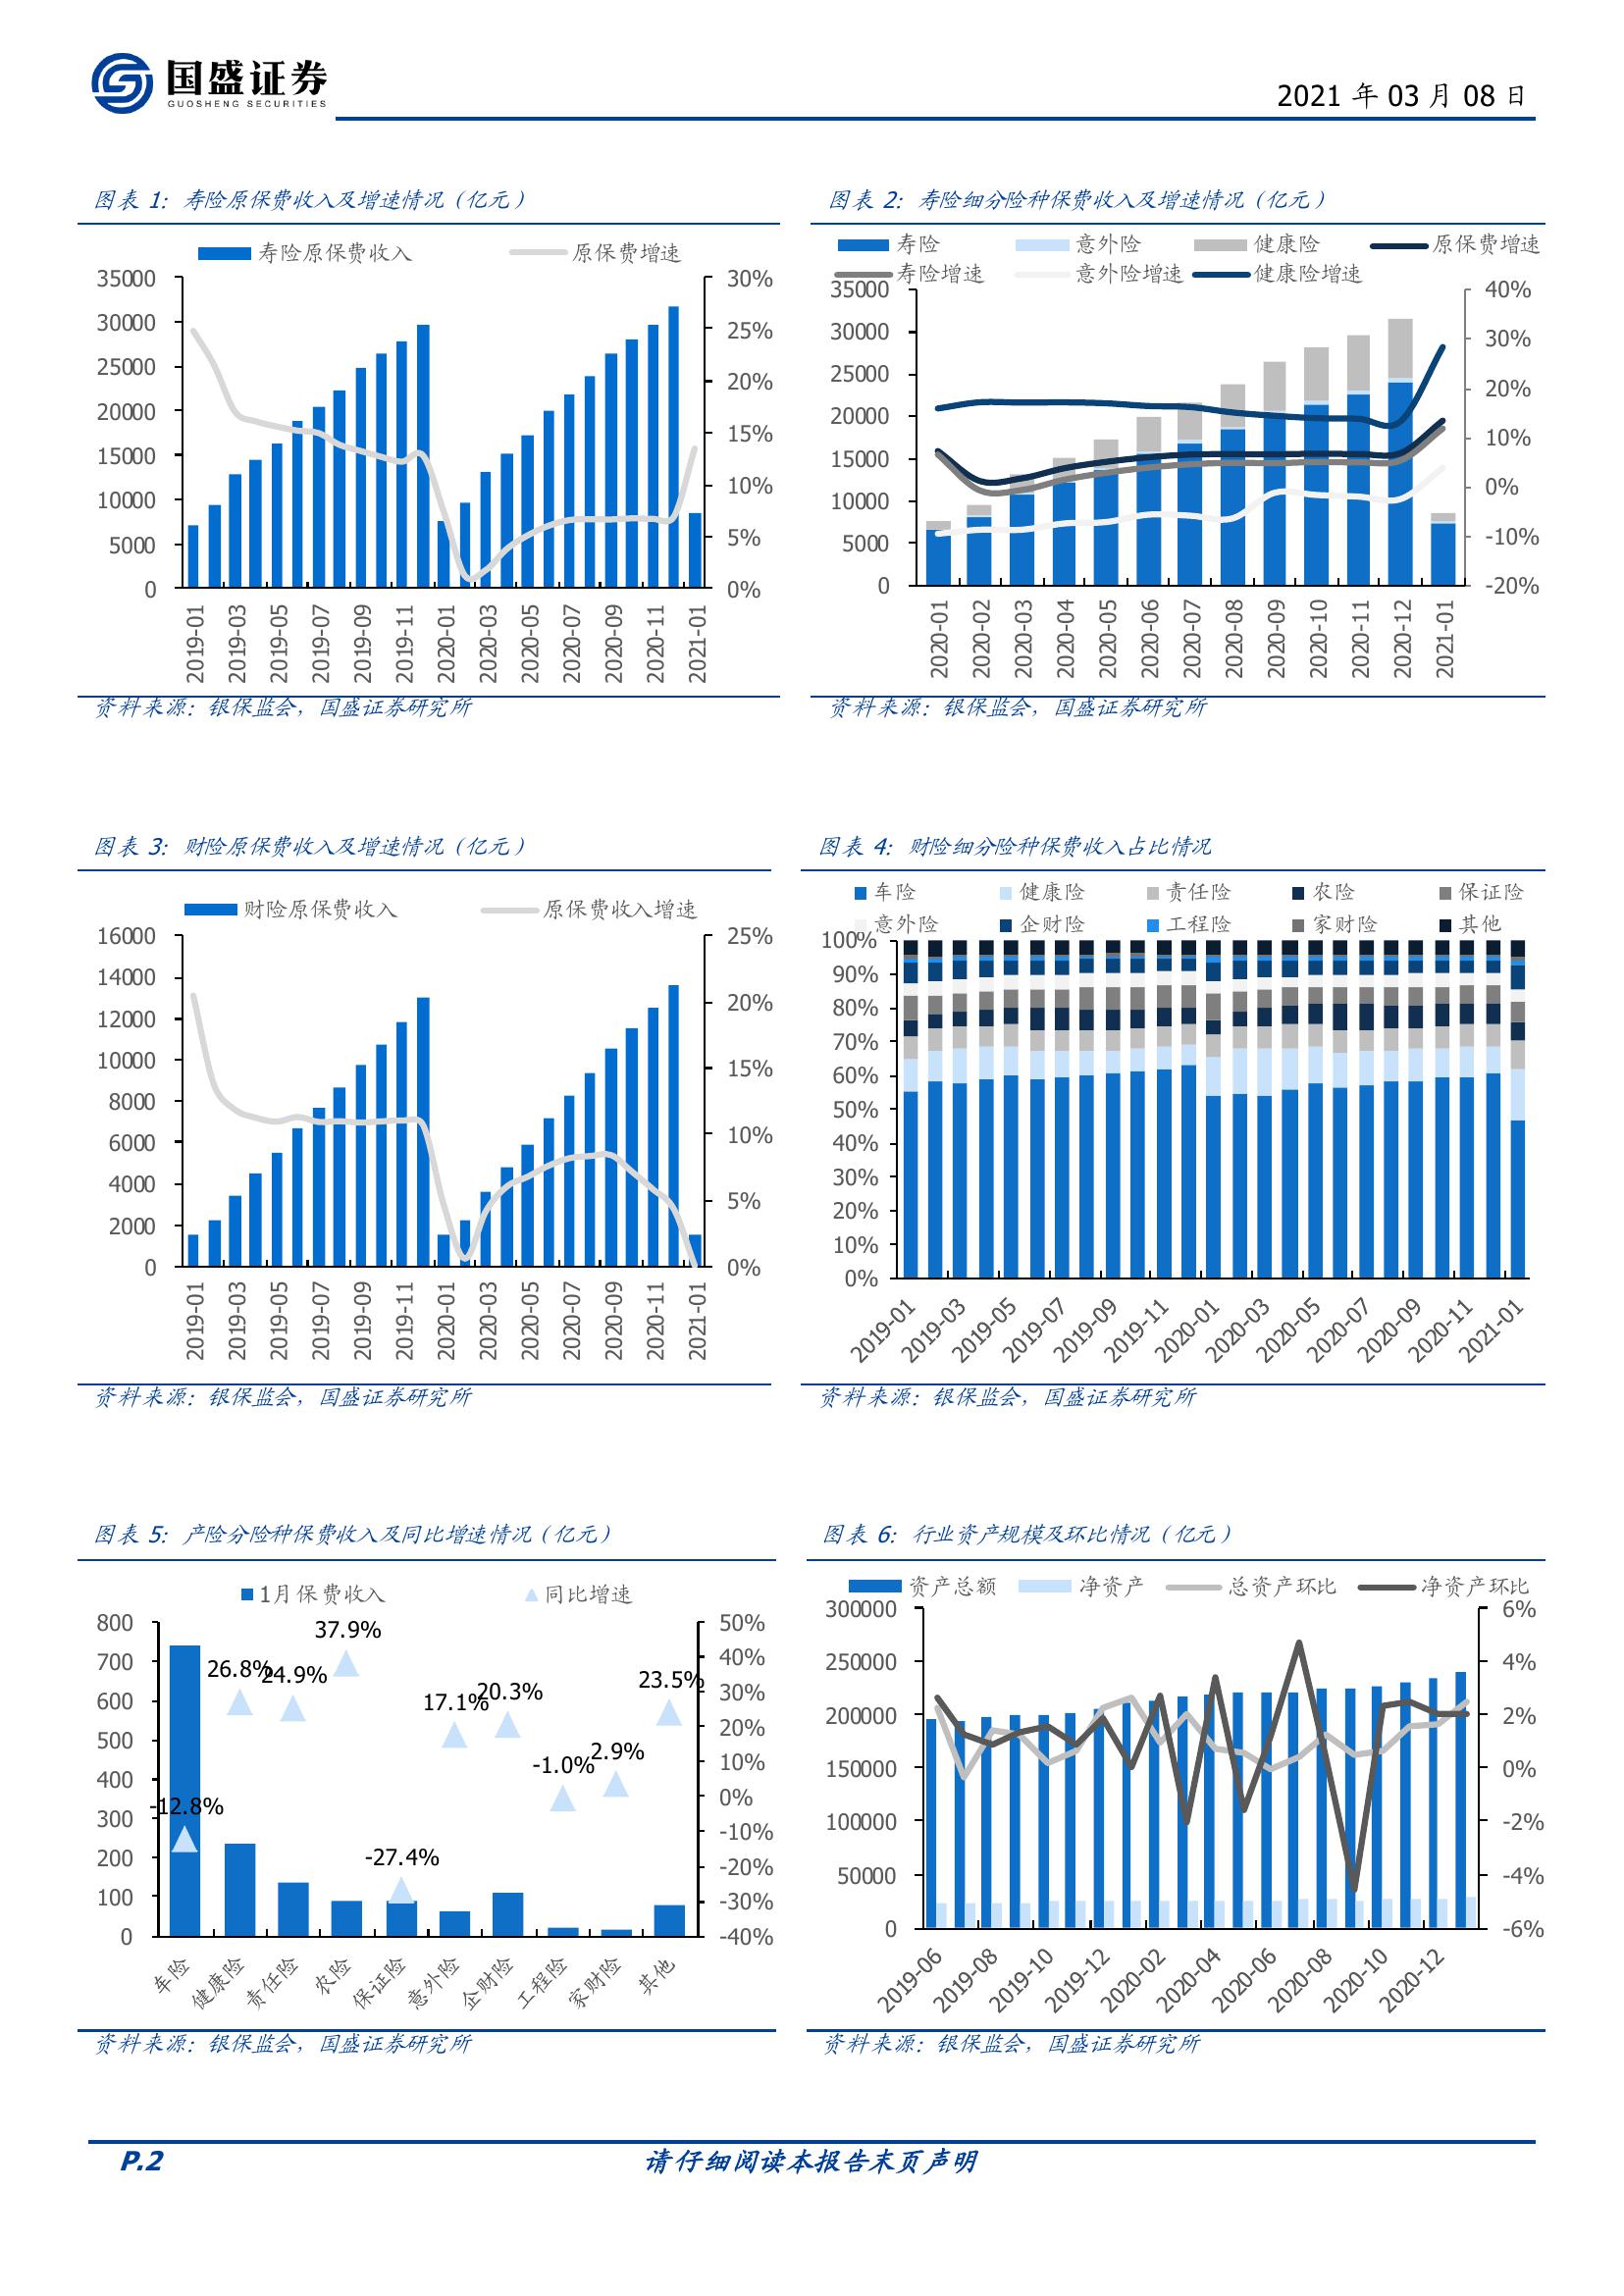 国盛证券
GUOSHENG SECURITIES
2021 年 03 月 08 日
图表 1：寿险原保费收入及增速情况（亿元）
寿险原保费收入 原保费增速
35000 30000 25000 20000 15000 10000 5000 0
30% 25% 20% 15% 10% 5% 0%
2019-01 2019-03 2019-05 2019-07 2019-09 2019-11 2020-01 2020-03 2020-05 2020-07 2020-09 2020-11 2021-01
资料来源：银保监会，国盛证券研究所
图表 2：寿险细分险种保费收入及增速情况（亿元）
寿险 意外险 健康险 原保费增速
寿险增速 意外险增速 健康险增速
35000 30000 25000 20000 15000 10000 5000 0
40% 30% 20% 10% 0% -10% -20%
2020-01 2020-02 2020-03 2020-04 2020-05 2020-06 2020-07 2020-08 2020-09 2020-10 2020-11 2020-12 2021-01
资料来源：银保监会，国盛证券研究所
图表 3：财险原保费收入及增速情况（亿元）
财险原保费收入 原保费收入增速
16000 14000 12000 10000 8000 6000 4000 2000 0
25% 20% 15% 10% 5% 0%
2019-01 2019-03 2019-05 2019-07 2019-09 2019-11 2020-01 2020-03 2020-05 2020-07 2020-09 2020-11 2021-01
资料来源：银保监会，国盛证券研究所
图表 4：财险细分险种保费收入占比情况
车险 健康险 责任险 农险 保证险
意外险 企财险 工程险 家财险 其他
100% 90% 80% 70% 60% 50% 40% 30% 20% 10% 0%
2019-01 2019-03 2019-05 2019-07 2019-09 2019-11 2020-01 2020-03 2020-05 2020-07 2020-09 2020-11 2021-01
资料来源：银保监会，国盛证券研究所
图表 5：产险分险种保费收入及同比增速情况（亿元）
1月保费收入 同比增速
800 700 600 500 400 300 200 100 0
50% 40% 30% 20% 10% 0% -10% -20% -30% -40%
-12.8% 26.8% 24.9% 37.9% -27.4% 17.1% 20.3% -1.0% 2.9% 23.5%
车险 健康险 责任险 农险 保证险 意外险 企财险 工程险 家财险 其他
资料来源：银保监会，国盛证券研究所
图表 6：行业资产规模及环比情况（亿元）
资产总额 净资产 总资产环比 净资产环比
300000 250000 200000 150000 100000 50000 0
6% 4% 2% 0% -2% -4% -6%
2019-06 2019-08 2019-10 2019-12 2020-02 2020-04 2020-06 2020-08 2020-10 2020-12
资料来源：银保监会，国盛证券研究所
P.2
请仔细阅读本报告末页声明